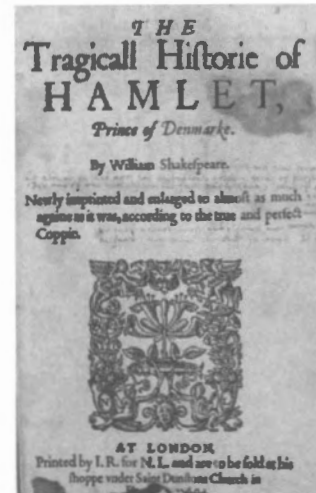 THE
Tragicall Hiſtorie of
HAMLET,
Prince of Denmarke.
By William Shakeſpeare.
Newly imprinted and enlarged to almoſt as much
againe as it was, according to the true and perfect
Coppie.
AT LONDON,
Printed by I. R. for N. L. and are to be ſold at his
ſhoppe vnder Saint Dunſtons Church in